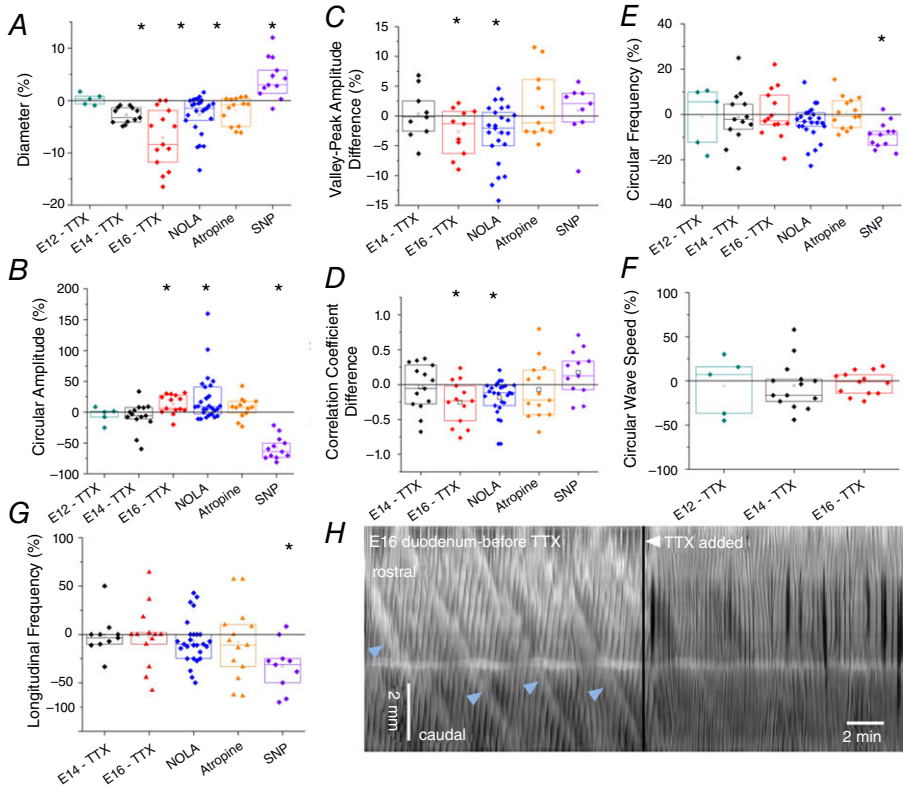 A
Diameter (%)
10
0
−10
−20
* * * *
E12 - TTX
E14 - TTX
E16 - TTX
NOLA
Atropine
SNP
C
Valley-Peak Amplitude
Difference (%)
15
10
5
0
−5
−10
−15
* *
E14 - TTX
E16 - TTX
NOLA
Atropine
SNP
E
Circular Frequency (%)
40
20
0
−20
−40
*
E12 - TTX
E14 - TTX
E16 - TTX
NOLA
Atropine
SNP
B
Circular Amplitude (%)
200
150
100
50
0
−50
−100
* * *
E12 - TTX
E14 - TTX
E16 - TTX
NOLA
Atropine
SNP
D
Correlation Coefficient
Difference
1.0
0.5
0.0
−0.5
−1.0
* *
E14 - TTX
E16 - TTX
NOLA
Atropine
SNP
F
Circular Wave Speed (%)
100
50
0
−50
−100
E12 - TTX
E14 - TTX
E16 - TTX
G
Longitudinal Frequency (%)
100
50
0
−50
−100
*
E14 - TTX
E16 - TTX
NOLA
Atropine
SNP
H
E16 duodenum-before TTX
TTX added
rostral
2 mm
caudal
2 min